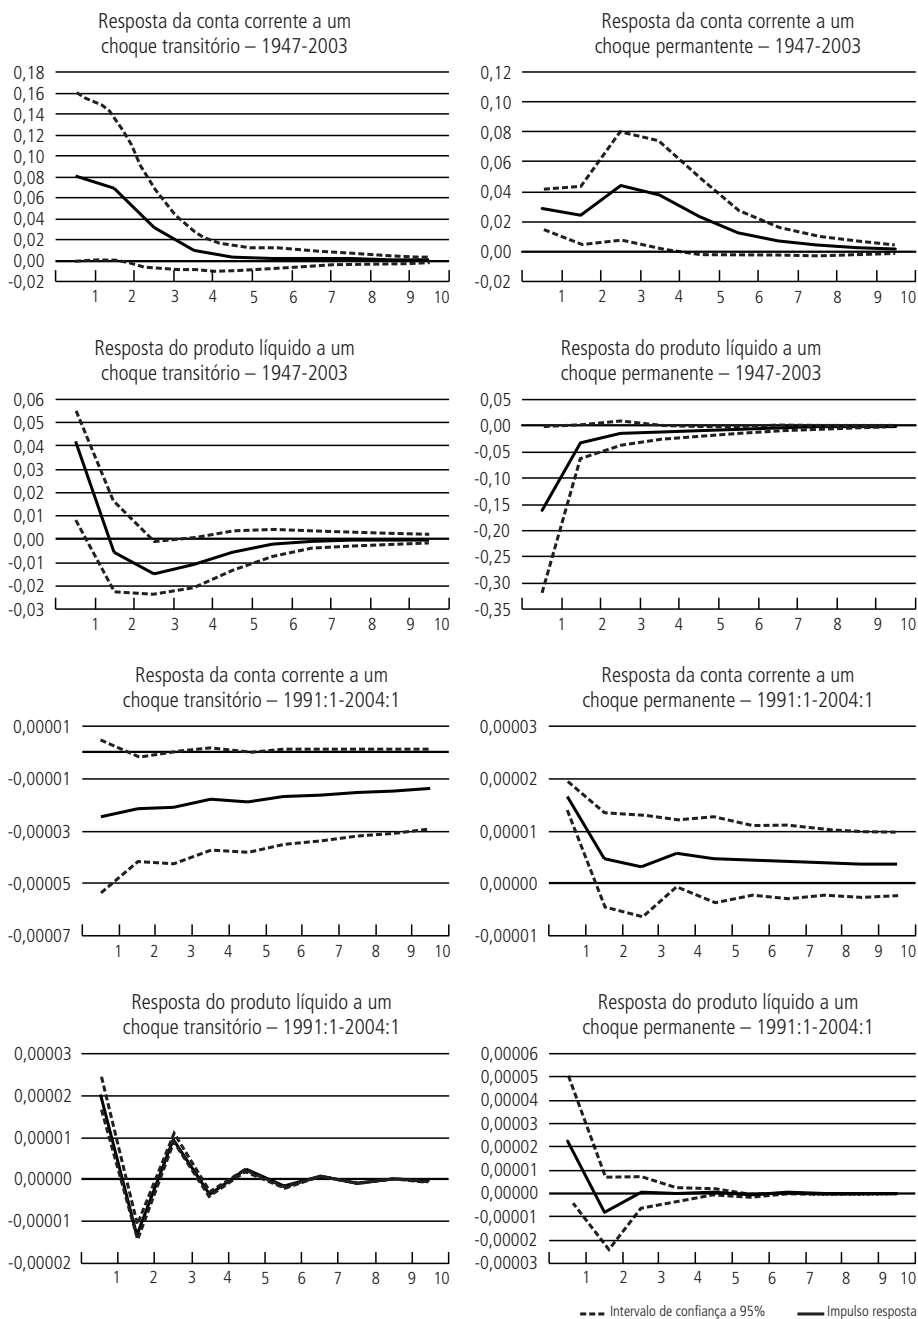 Resposta da conta corrente a um
choque transitório – 1947-2003
0,18
0,16
0,14
0,12
0,10
0,08
0,06
0,04
0,02
0,00
-0,02
1 2 3 4 5 6 7 8 9 10
Resposta da conta corrente a um
choque permantente – 1947-2003
0,12
0,10
0,08
0,06
0,04
0,02
0,00
-0,02
1 2 3 4 5 6 7 8 9 10
Resposta do produto líquido a um
choque transitório – 1947-2003
0,06
0,05
0,04
0,03
0,02
0,01
0,00
-0,01
-0,02
-0,03
1 2 3 4 5 6 7 8 9 10
Resposta do produto líquido a um
choque permanente – 1947-2003
0,05
0,00
-0,05
-0,10
-0,15
-0,20
-0,25
-0,30
-0,35
1 2 3 4 5 6 7 8 9 10
Resposta da conta corrente a um
choque transitório – 1991:1-2004:1
0,00001
-0,00001
-0,00003
-0,00005
-0,00007
1 2 3 4 5 6 7 8 9 10
Resposta da conta corrente a um
choque permanente – 1991:1-2004:1
0,00003
0,00002
0,00001
0,00000
-0,00001
1 2 3 4 5 6 7 8 9 10
Resposta do produto líquido a um
choque transitório – 1991:1-2004:1
0,00003
0,00002
0,00001
0,00000
-0,00001
-0,00002
1 2 3 4 5 6 7 8 9 10
Resposta do produto líquido a um
choque permanente – 1991:1-2004:1
0,00006
0,00005
0,00004
0,00003
0,00002
0,00001
0,00000
-0,00001
-0,00002
-0,00003
1 2 3 4 5 6 7 8 9 10
Intervalo de confiança a 95% Impulso resposta